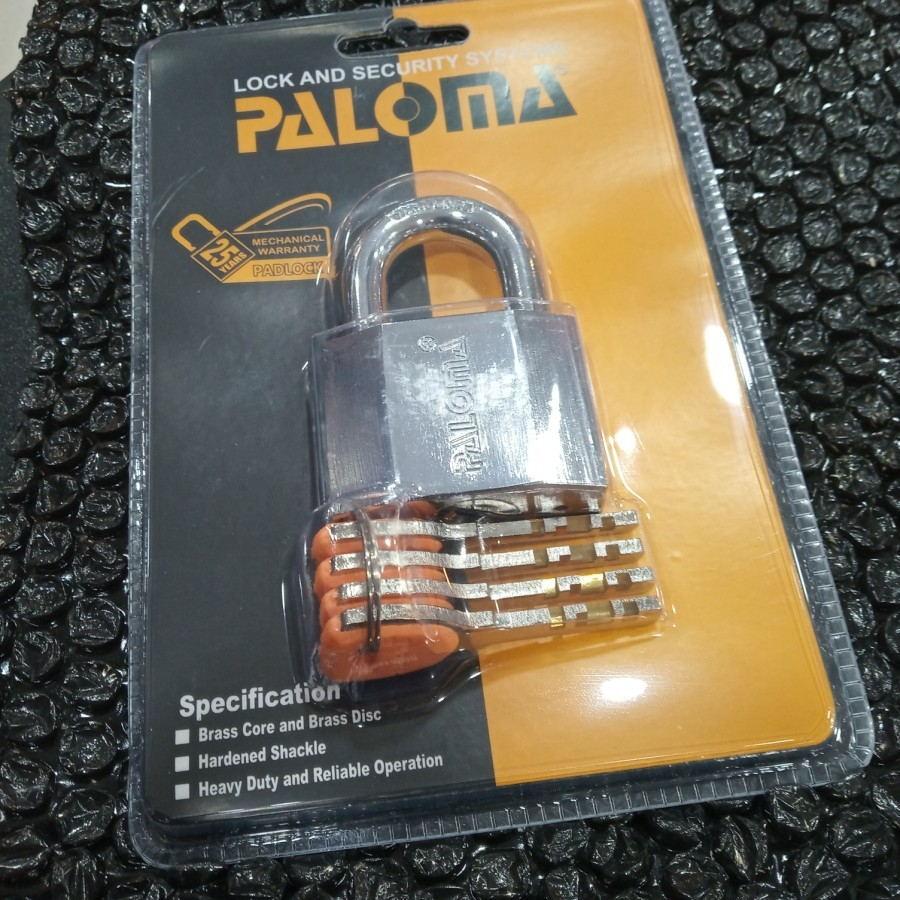 LOCK AND SECURITY SYSTEMS
PALOMA
25
YEARS
MECHANICAL
WARRANTY
PADLOCK
PALOMA®
Specification
Brass Core and Brass Disc
Hardened Shackle
Heavy Duty and Reliable Operation